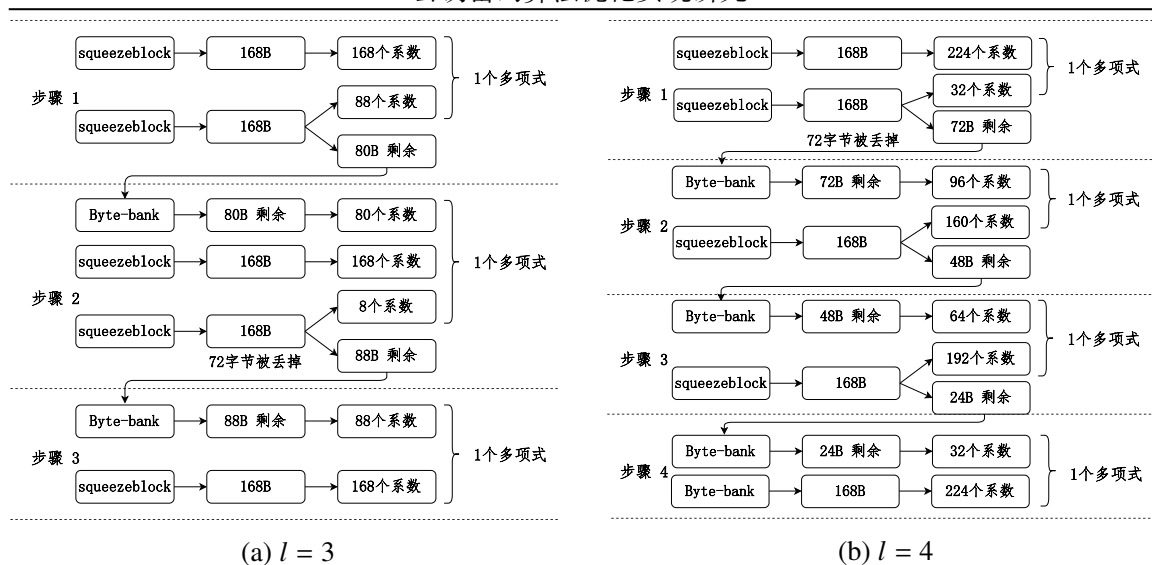 squeezeblock 168B 168个系数
1个多项式
步骤 1
88个系数
squeezeblock 168B
80B 剩余
Byte-bank 80B 剩余 80个系数
squeezeblock 168B 168个系数
1个多项式
步骤 2
8个系数
squeezeblock 168B
72字节被丢掉
88B 剩余
Byte-bank 88B 剩余 88个系数
步骤 3
1个多项式
squeezeblock 168B 168个系数
(a) l = 3
squeezeblock 168B 224个系数
1个多项式
步骤 1
32个系数
squeezeblock 168B
72B 剩余
72字节被丢掉
Byte-bank 72B 剩余 96个系数
1个多项式
步骤 2
160个系数
squeezeblock 168B
48B 剩余
Byte-bank 48B 剩余 64个系数
1个多项式
步骤 3
192个系数
squeezeblock 168B
24B 剩余
Byte-bank 24B 剩余 32个系数
步骤 4
1个多项式
Byte-bank 168B 224个系数
(b) l = 4